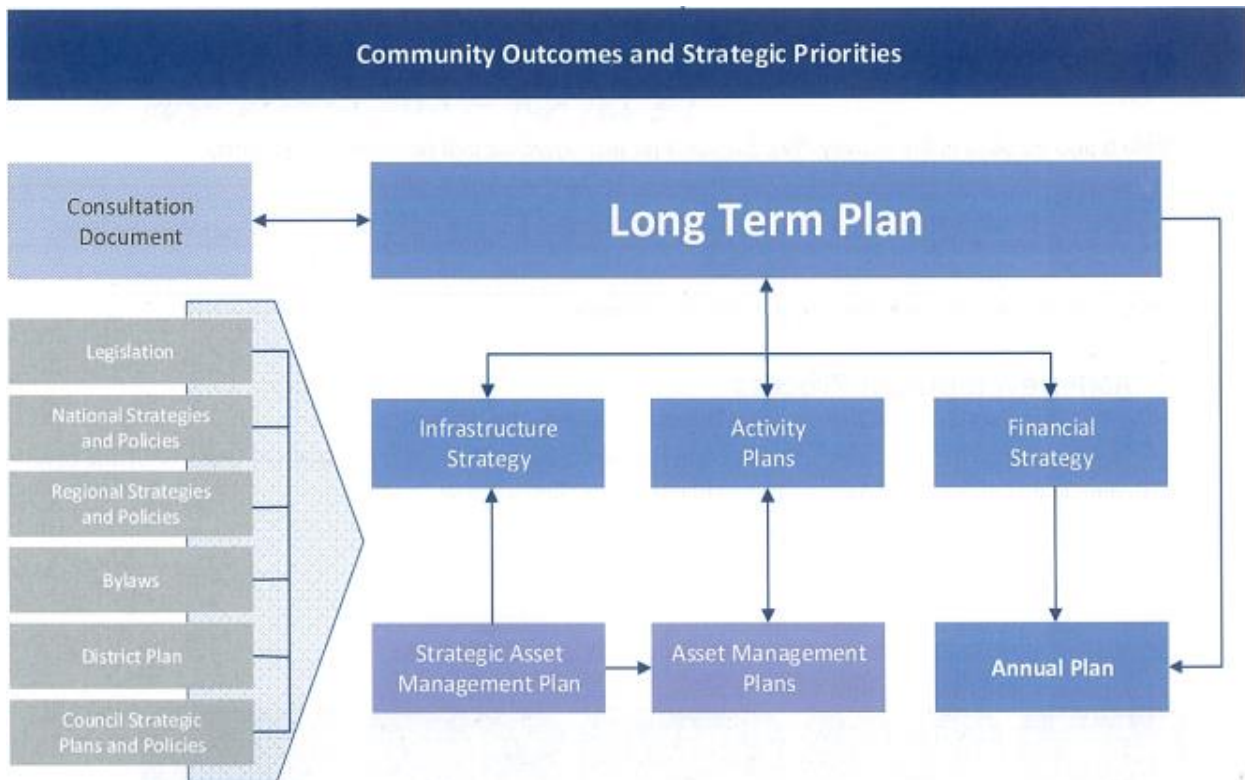 Community Outcomes and Strategic Priorities
Consultation
Document
Long Term Plan
Legislation
National Strategies
and Policies
Regional Strategies
and Policies
Bylaws
District Plan
Council Strategic
Plans and Policies
Infrastructure
Strategy
Activity
Plans
Financial
Strategy
Strategic Asset
Management Plan
Asset Management
Plans
Annual Plan